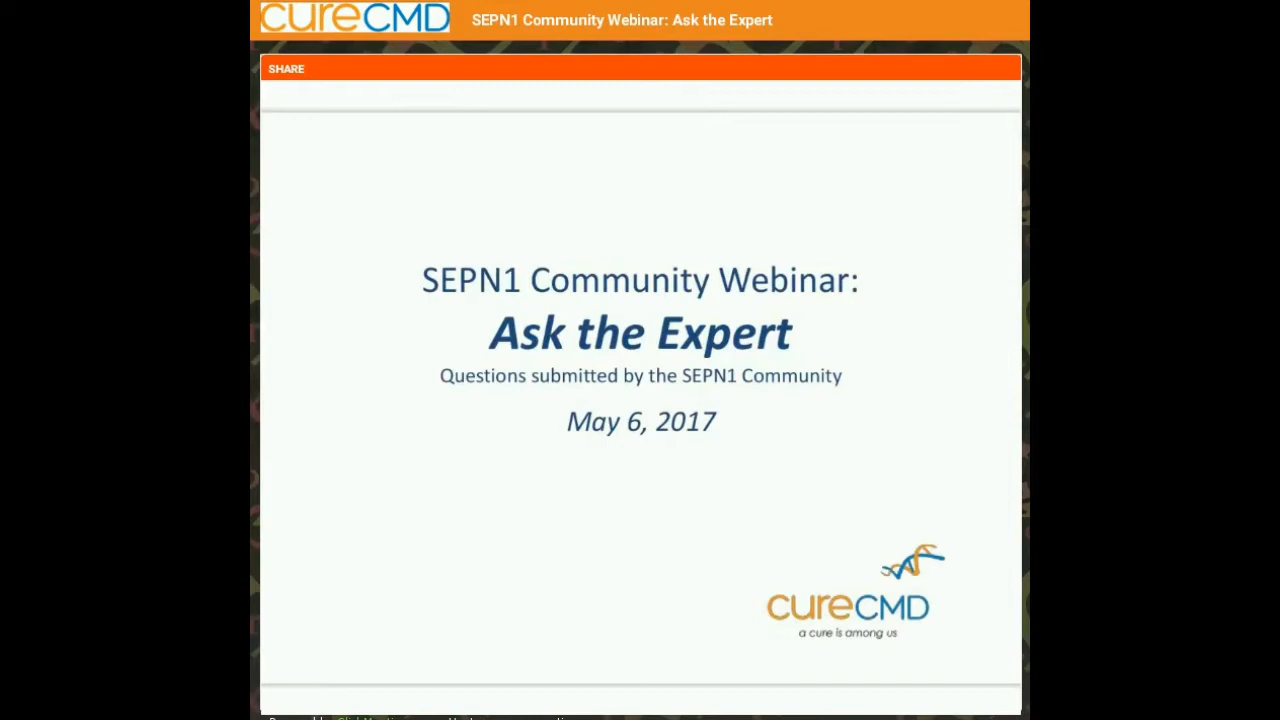 cureCMD
SEPN1 Community Webinar: Ask the Expert
SHARE
SEPN1 Community Webinar:
Ask the Expert
Questions submitted by the SEPN1 Community
May 6, 2017
cureCMD
a cure is among us